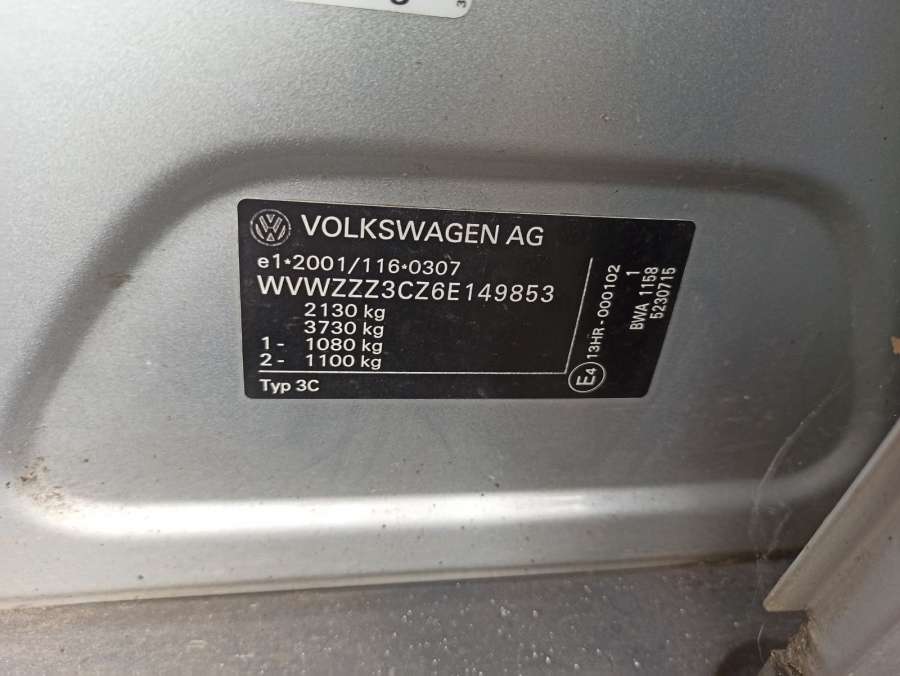 VOLKSWAGEN AG
e1*2001/116*0307
WVWZZZ3CZ6E149853
2130 kg
3730 kg
1- 1080 kg
2- 1100 kg
Typ 3C
E4 13HR-000102
BWA 1158 1
5230715
3